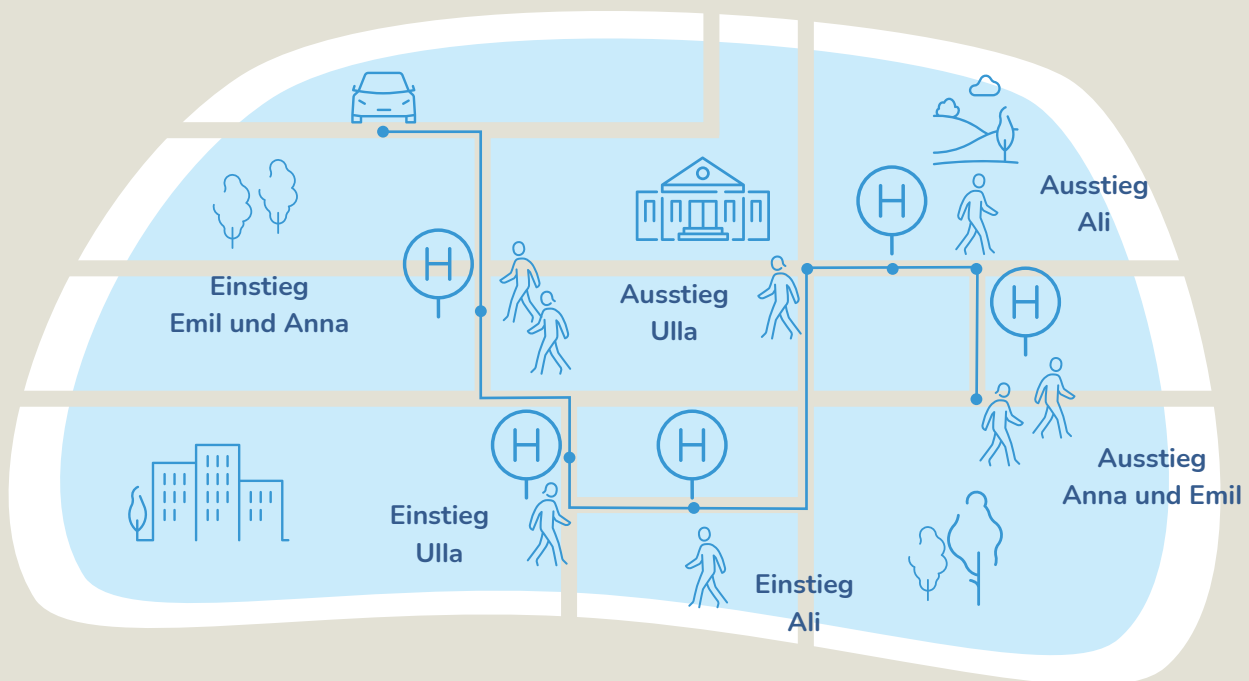 H
Ausstieg
Ali
H
Einstieg
Emil und Anna
Ausstieg
Ulla
H
H
H
Ausstieg
Anna und Emil
Einstieg
Ulla
Einstieg
Ali